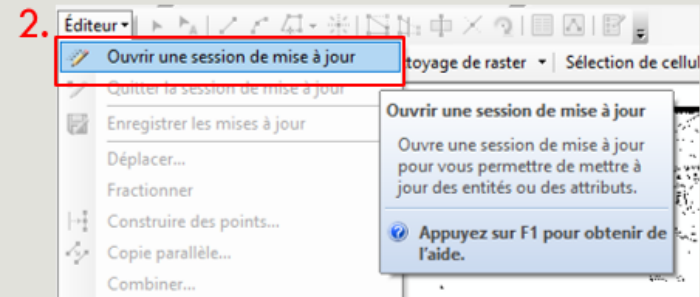 2. Éditeur
Ouvrir une session de mise à jour
toyage de raster Sélection de cellul
Quitter la session de mise à jour
Ouvrir une session de mise à jour
Enregistrer les mises à jour
Ouvre une session de mise à jour
pour vous permettre de mettre à
jour des entités ou des attributs.
Déplacer...
Fractionner
Construire des points...
Appuyez sur F1 pour obtenir de
l'aide.
Copie parallèle...
Combiner...